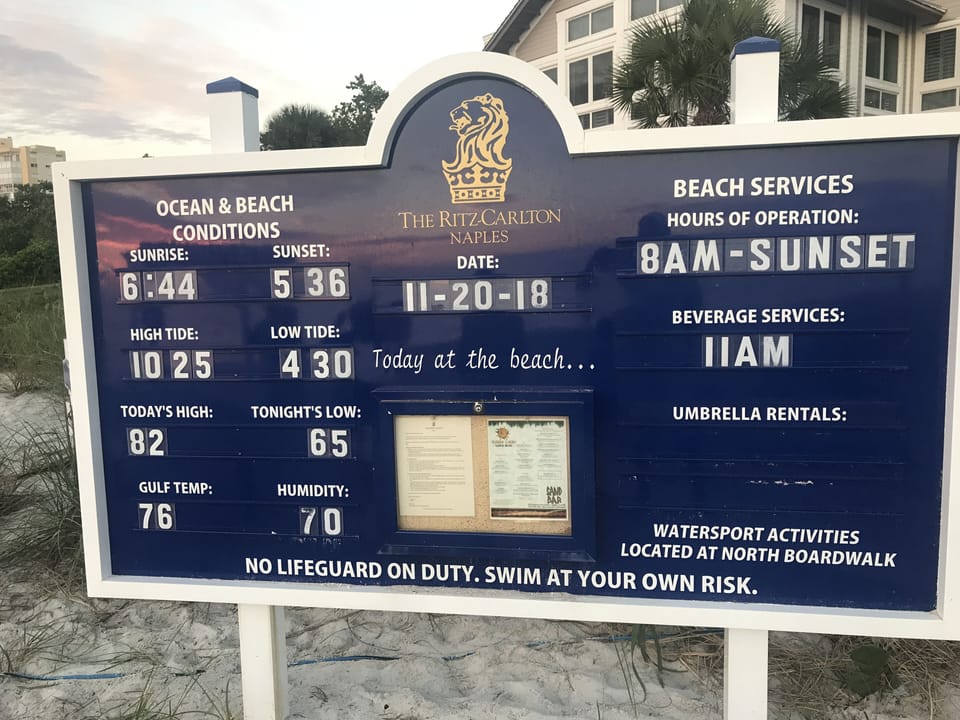 THE RITZ-CARLTON
NAPLES
DATE:
11-20-18
Today at the beach...
OCEAN & BEACH
CONDITIONS
SUNRISE: SUNSET:
6:44 5 36
HIGH TIDE: LOW TIDE:
10 25 4 30
TODAY'S HIGH: TONIGHT'S LOW:
82 65
GULF TEMP: HUMIDITY:
76 70
BEACH SERVICES
HOURS OF OPERATION:
8AM-SUNSET
BEVERAGE SERVICES:
11AM
UMBRELLA RENTALS:
WATERSPORT ACTIVITIES
LOCATED AT NORTH BOARDWALK
SAND
BAR
NO LIFEGUARD ON DUTY. SWIM AT YOUR OWN RISK.